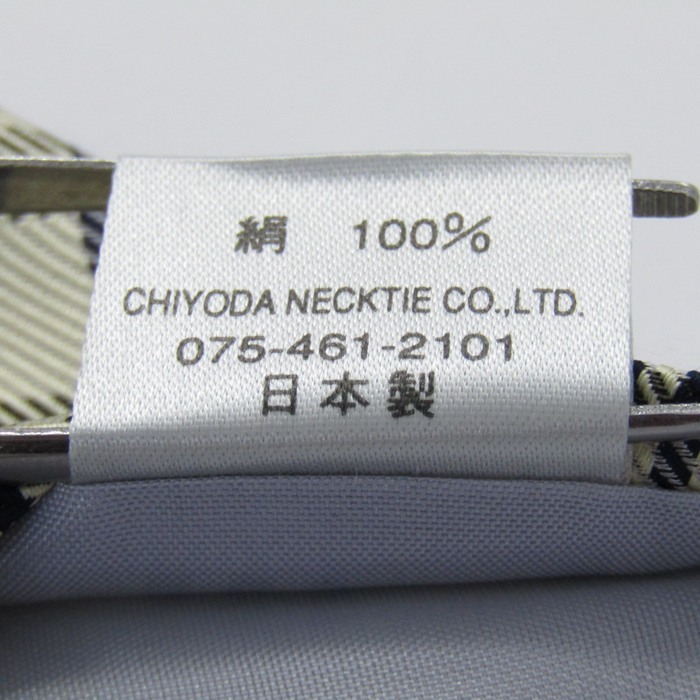 絹 100%
CHIYODA NECKTIE CO.,LTD.
075-461-2101
日本製